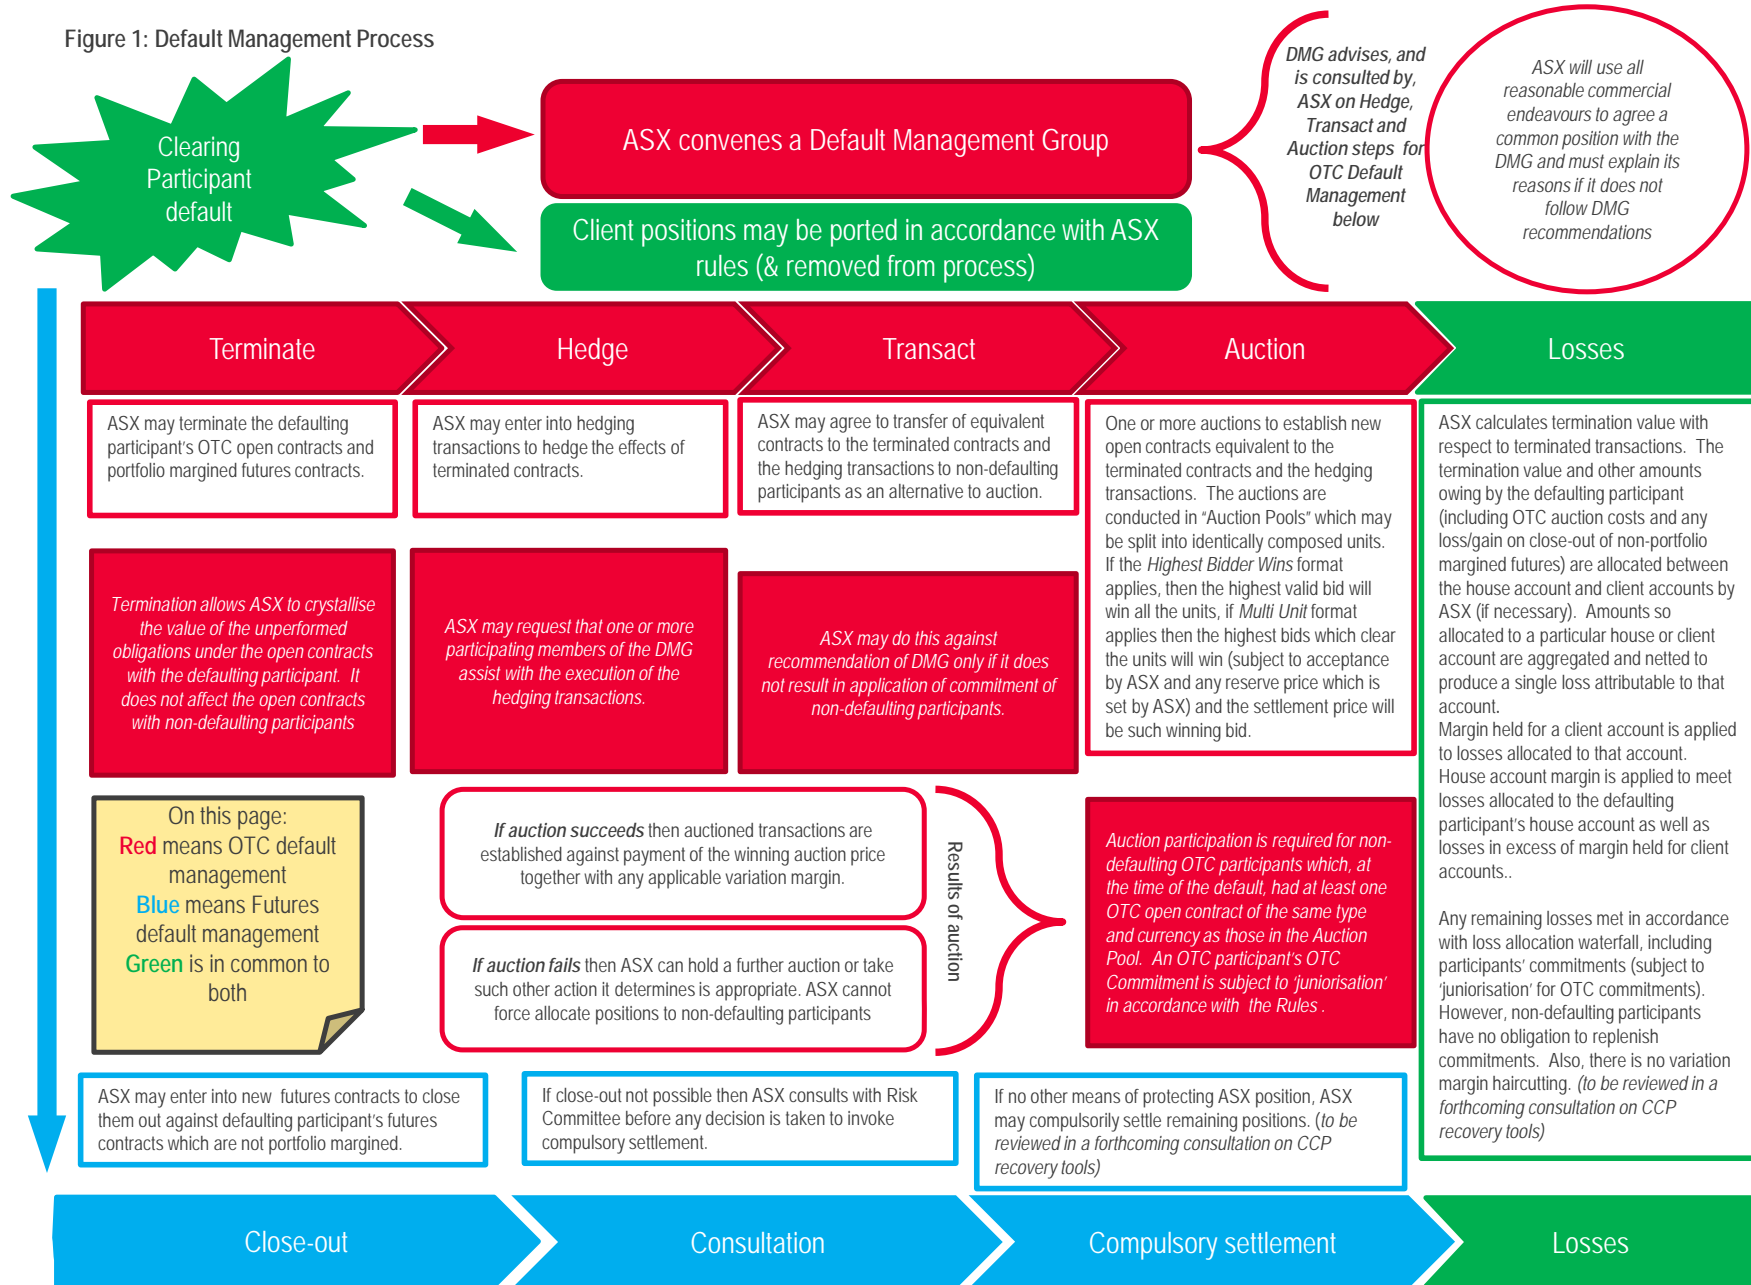 Figure 1: Default Management Process
Clearing
Participant
default
ASX convenes a Default Management Group
Client positions may be ported in accordance with ASX
rules (& removed from process)
DMG advises, and
is consulted by,
ASX on Hedge,
Transact and
Auction steps for
OTC Default
Management
below
ASX will use all
reasonable commercial
endeavours to agree a
common position with the
DMG and must explain its
reasons if it does not
follow DMG
recommendations
Terminate
Hedge
Transact
Auction
Losses
ASX may terminate the defaulting
participant's OTC open contracts and
portfolio margined futures contracts.
ASX may enter into hedging
transactions to hedge the effects of
terminated contracts.
ASX may agree to transfer of equivalent
contracts to the terminated contracts and
the hedging transactions to non-defaulting
participants as an alternative to auction.
One or more auctions to establish new
open contracts equivalent to the
terminated contracts and the hedging
transactions. The auctions are
conducted in "Auction Pools" which may
be split into identically composed units.
If the Highest Bidder Wins format
applies, then the highest valid bid will
win all the units, if Multi Unit format
applies then the highest bids which clear
the units will win (subject to acceptance
by ASX and any reserve price which is
set by ASX) and the settlement price will
be such winning bid.
ASX calculates termination value with
respect to terminated transactions. The
termination value and other amounts
owing by the defaulting participant
(including OTC auction costs and any
loss/gain on close-out of non-portfolio
margined futures) are allocated between
the house account and client accounts by
ASX (if necessary). Amounts so
allocated to a particular house or client
account are aggregated and netted to
produce a single loss attributable to that
account.
Margin held for a client account is applied
to losses allocated to that account.
House account margin is applied to meet
losses allocated to the defaulting
participant's house account as well as
losses in excess of margin held for client
accounts..
Any remaining losses met in accordance
with loss allocation waterfall, including
participants' commitments (subject to
'juniorisation' for OTC commitments).
However, non-defaulting participants
have no obligation to replenish
commitments. Also, there is no variation
margin haircutting. (to be reviewed in a
forthcoming consultation on CCP
recovery tools)
Termination allows ASX to crystallise
the value of the unperformed
obligations under the open contracts
with the defaulting participant. It
does not affect the open contracts
with non-defaulting participants
ASX may request that one or more
participating members of the DMG
assist with the execution of the
hedging transactions.
ASX may do this against
recommendation of DMG only if it does
not result in application of commitment of
non-defaulting participants.
On this page:
Red means OTC default
management
Blue means Futures
default management
Green is in common to
both
If auction succeeds then auctioned transactions are
established against payment of the winning auction price
together with any applicable variation margin.
If auction fails then ASX can hold a further auction or take
such other action it determines is appropriate. ASX cannot
force allocate positions to non-defaulting participants
Results of auction
Auction participation is required for non-
defaulting OTC participants which, at
the time of the default, had at least one
OTC open contract of the same type
and currency as those in the Auction
Pool. An OTC participant's OTC
Commitment is subject to 'juniorisation'
in accordance with the Rules .
ASX may enter into new futures contracts to close
them out against defaulting participant's futures
contracts which are not portfolio margined.
If close-out not possible then ASX consults with Risk
Committee before any decision is taken to invoke
compulsory settlement.
If no other means of protecting ASX position, ASX
may compulsorily settle remaining positions. (to be
reviewed in a forthcoming consultation on CCP
recovery tools)
Close-out
Consultation
Compulsory settlement
Losses